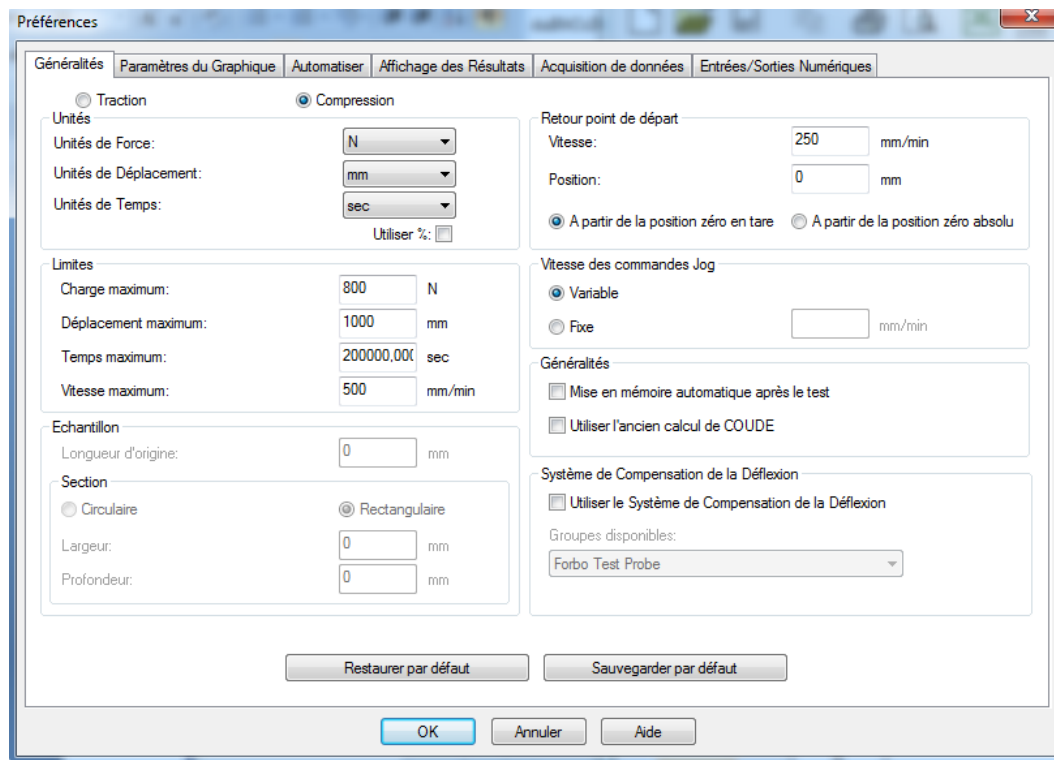 Préférences
Généralités Paramètres du Graphique Automatiser Affichage des Résultats Acquisition de données Entrées/Sorties Numériques
Traction Compression
Unités
Unités de Force: N
Unités de Déplacement: mm
Unités de Temps: sec
Utiliser %:
Limites
Charge maximum: 800 N
Déplacement maximum: 1000 mm
Temps maximum: 200000,00( sec
Vitesse maximum: 500 mm/min
Echantillon
Longueur d'origine: 0 mm
Section
Circulaire Rectangulaire
Largeur: 0 mm
Profondeur: 0 mm
Retour point de départ
Vitesse: 250 mm/min
Position: 0 mm
A partir de la position zéro en tare A partir de la position zéro absolu
Vitesse des commandes Jog
Variable
Fixe mm/min
Généralités
Mise en mémoire automatique après le test
Utiliser l'ancien calcul de COUDE
Système de Compensation de la Déflexion
Utiliser le Système de Compensation de la Déflexion
Groupes disponibles:
Forbo Test Probe
Restaurer par défaut Sauvegarder par défaut
OK Annuler Aide